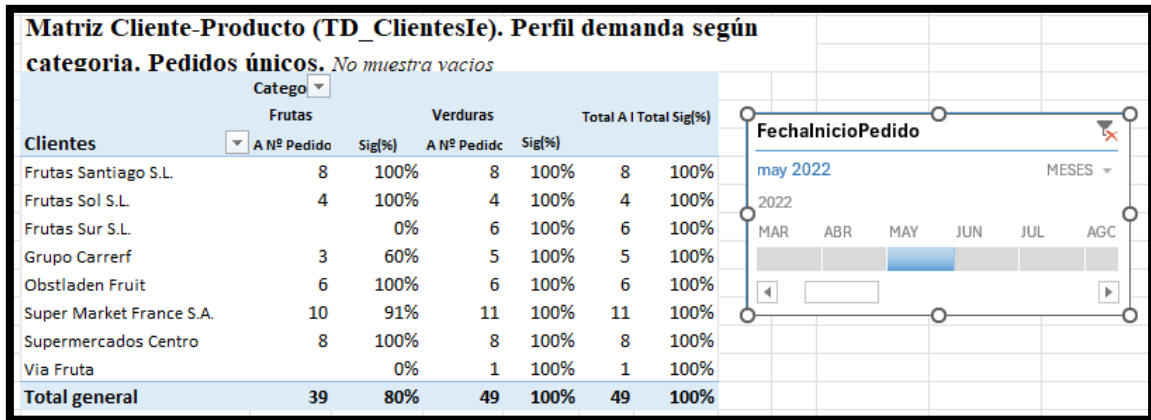 Matriz Cliente-Producto (TD_ClientesIe). Perfil demanda según
categoria. Pedidos únicos. No muestra vacios
Catego
Frutas Verduras Total A I Total Sig(%)
Clientes A Nº Pedido Sig(%) A Nº Pedido Sig(%)
Frutas Santiago S.L. 8 100% 8 100% 8 100%
Frutas Sol S.L. 4 100% 4 100% 4 100%
Frutas Sur S.L. 0% 6 100% 6 100%
Grupo Carrerf 3 60% 5 100% 5 100%
Obstladen Fruit 6 100% 6 100% 6 100%
Super Market France S.A. 10 91% 11 100% 11 100%
Supermercados Centro 8 100% 8 100% 8 100%
Via Fruta 0% 1 100% 1 100%
Total general 39 80% 49 100% 49 100%
FechaInicioPedido
may 2022 MESES
2022
MAR ABR MAY JUN JUL AGC